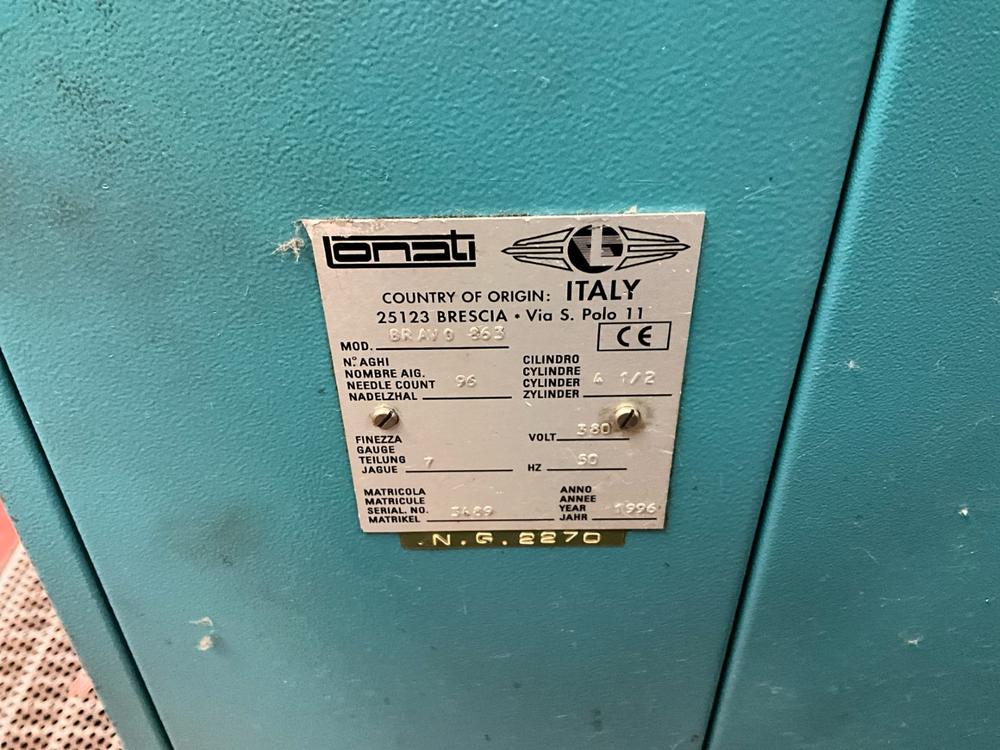 Lonati
COUNTRY OF ORIGIN: ITALY
25123 BRESCIA • Via S. Polo 11
MOD. BRAVO 863
CE
N° AGHI
NOMBRE AIG.
NEEDLE COUNT 96
NADELZHAL
CILINDRO
CYLINDRE
CYLINDER 4 1/2
ZYLINDER
FINEZZA
GAUGE
TEILUNG 7
JAGUE
VOLT. 380
HZ 50
MATRICOLA
MATRICULE
SERIAL. NO.
MATRIKEL
ANNO
ANNEE
YEAR 1996
JAHR
.N.G.2270